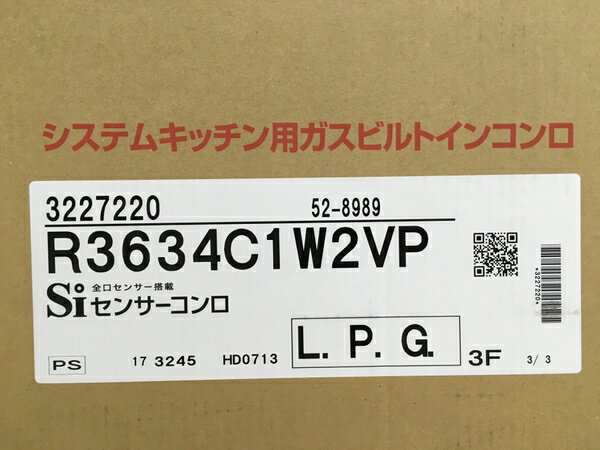 システムキッチン用ガスビルトインコンロ
3227220 52-8989
R3634C1W2VP
Si 全口センサー搭載 センサーコンロ
*3227220*
L.P.G.
PS 17 3245 HD0713 3F 3/3